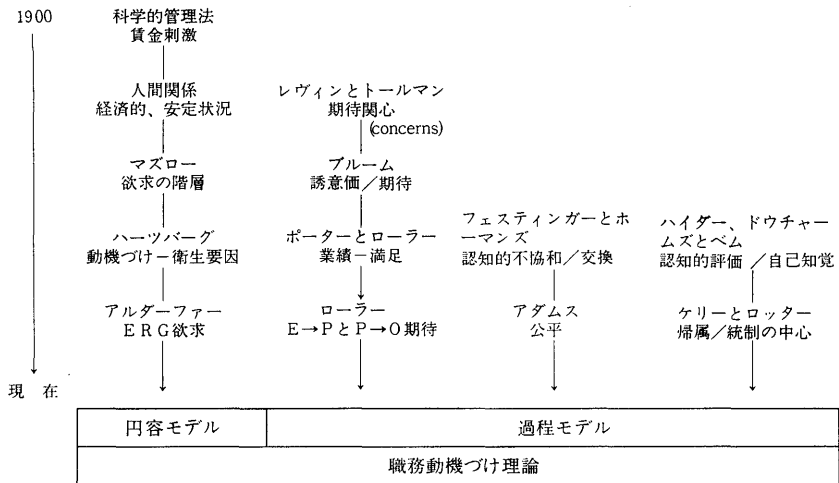 1900
科学的管理法
賃金刺激
人間関係
経済的、安定状況
マズロー
欲求の階層
ハーツバーグ
動機づけ−衛生要因
アルダーファー
ERG欲求
レヴィンとトールマン
期待関心
(concerns)
ブルーム
誘意価/期待
ポーターとローラー
業績−満足
ローラー
E→PとP→O期待
フェスティンガーとホ
ーマンズ
認知的不協和/交換
アダムス
公平
ハイダー、ドウチャー
ムズとベム
認知的評価/自己知覚
ケリーとロッター
帰属/統制の中心
現在
円容モデル
過程モデル
職務動機づけ理論